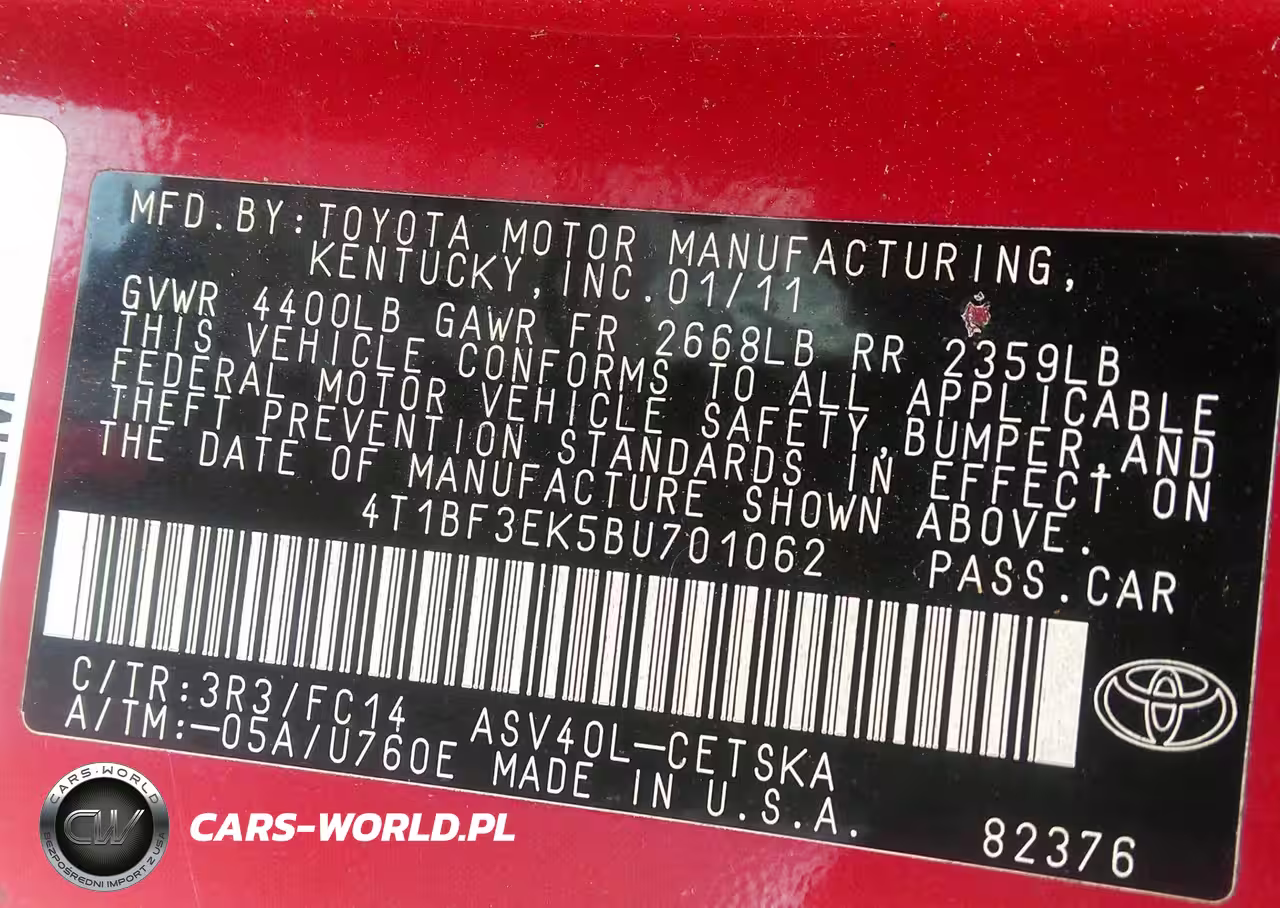 MFD.BY:TOYOTA MOTOR MANUFACTURING,
KENTUCKY,INC.01/11
GVWR 4400LB GAWR FR 2668LB RR 2359LB
THIS VEHICLE CONFORMS TO ALL APPLICABLE
FEDERAL MOTOR VEHICLE SAFETY,BUMPER,AND
THEFT PREVENTION STANDARDS IN EFFECT ON
THE DATE OF MANUFACTURE SHOWN ABOVE.
4T1BF3EK5BU701062 PASS.CAR
C/TR:3R3/FC14 ASV40L-CETSKA
A/TM:-05A/U760E MADE IN U.S.A.
82376
CARS-WORLD
CW
BEZPOŚREDNI IMPORT Z USA
CARS-WORLD.PL